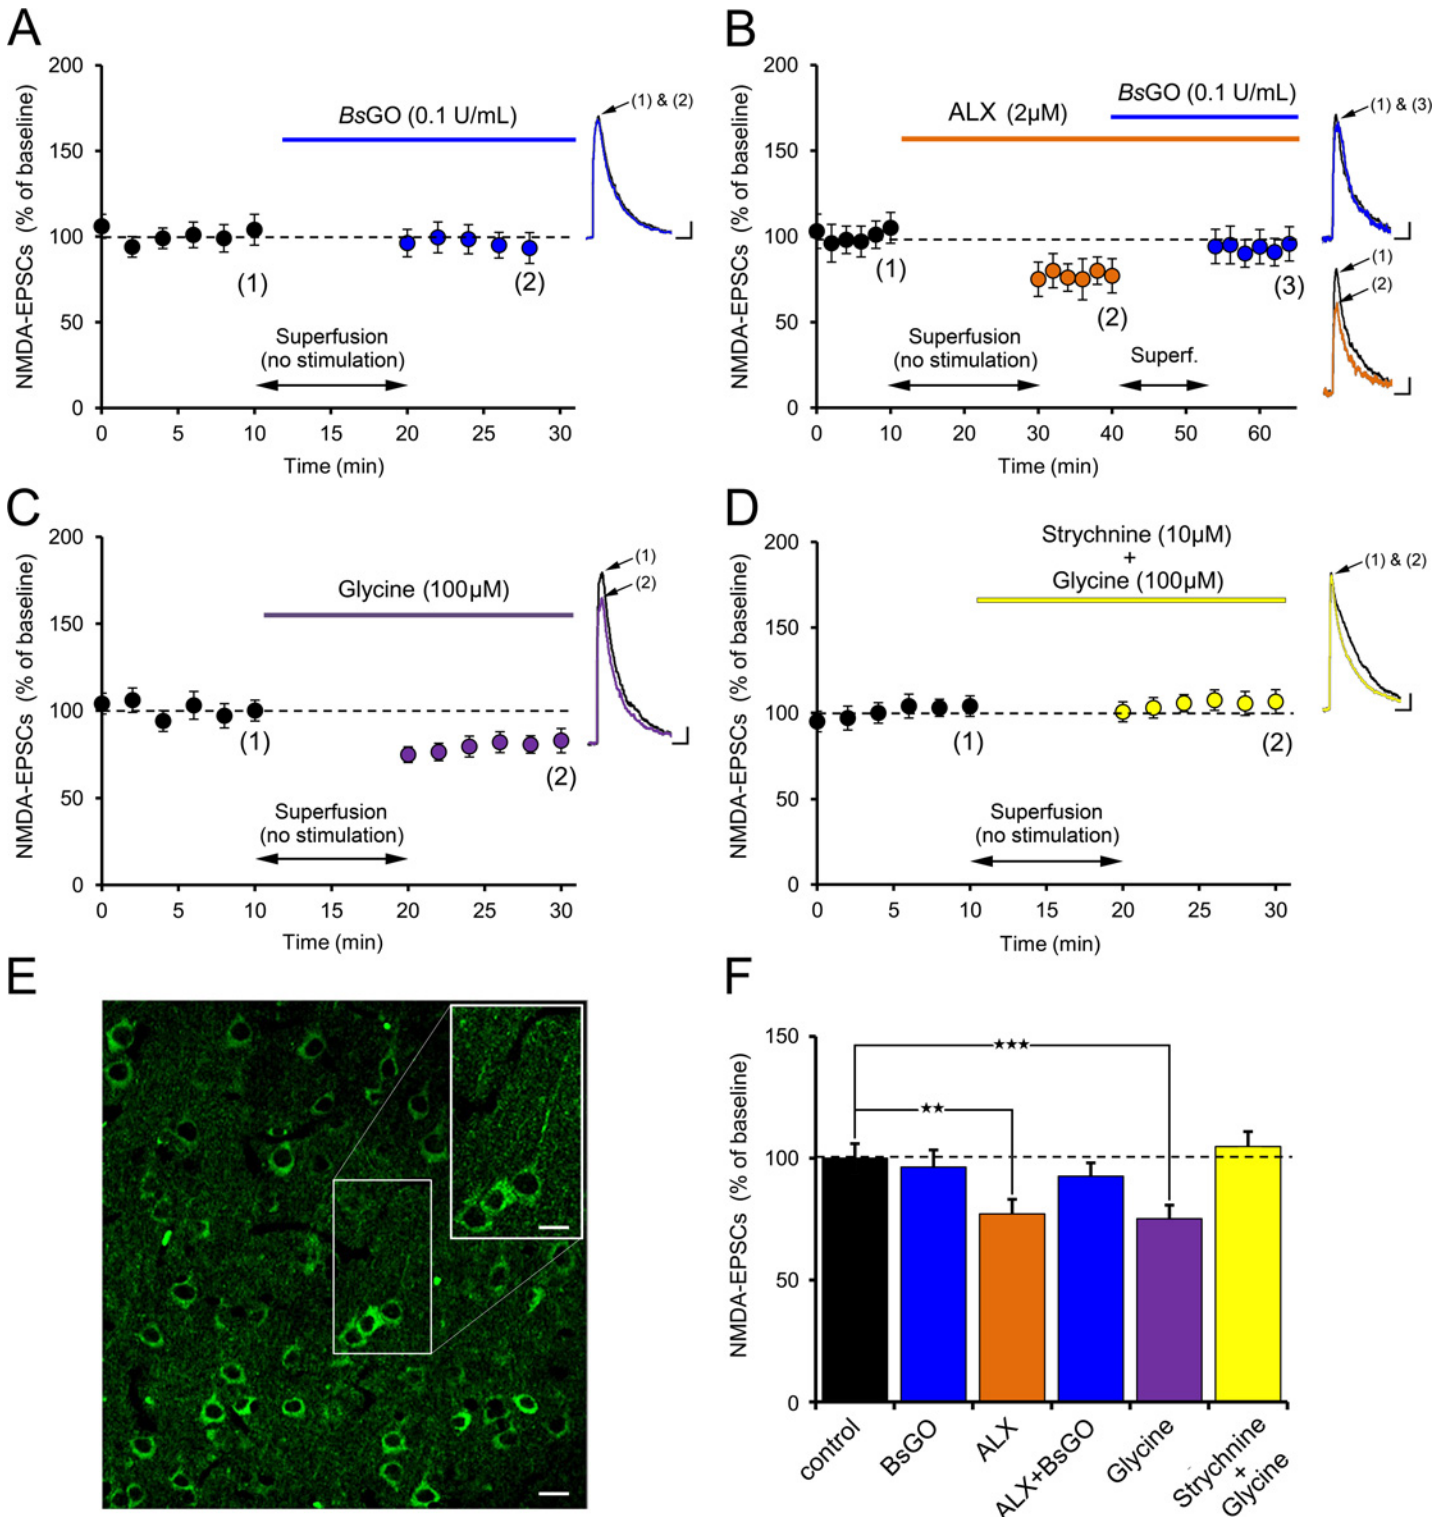 A
NMDA-EPSCs (% of baseline)
200
150
100
50
0
BsGO (0.1 U/mL)
(1) & (2)
(1)
(2)
Superfusion
(no stimulation)
0 5 10 15 20 25 30
Time (min)
B
NMDA-EPSCs (% of baseline)
200
150
100
50
0
BsGO (0.1 U/mL)
ALX (2µM)
(1) & (3)
(1)
(2)
(1)
(2)
(3)
Superfusion
(no stimulation)
Superf.
0 10 20 30 40 50 60
Time (min)
C
NMDA-EPSCs (% of baseline)
200
150
100
50
0
Glycine (100µM)
(1)
(2)
(1)
(2)
Superfusion
(no stimulation)
0 5 10 15 20 25 30
Time (min)
D
NMDA-EPSCs (% of baseline)
200
150
100
50
0
Strychnine (10µM)
+
Glycine (100µM)
(1) & (2)
(1)
(2)
Superfusion
(no stimulation)
0 5 10 15 20 25 30
Time (min)
E
F
NMDA-EPSCs (% of baseline)
150
100
50
0
★★★
★★
control
BsGO
ALX
ALX+BsGO
Glycine
Strychnine
+
Glycine